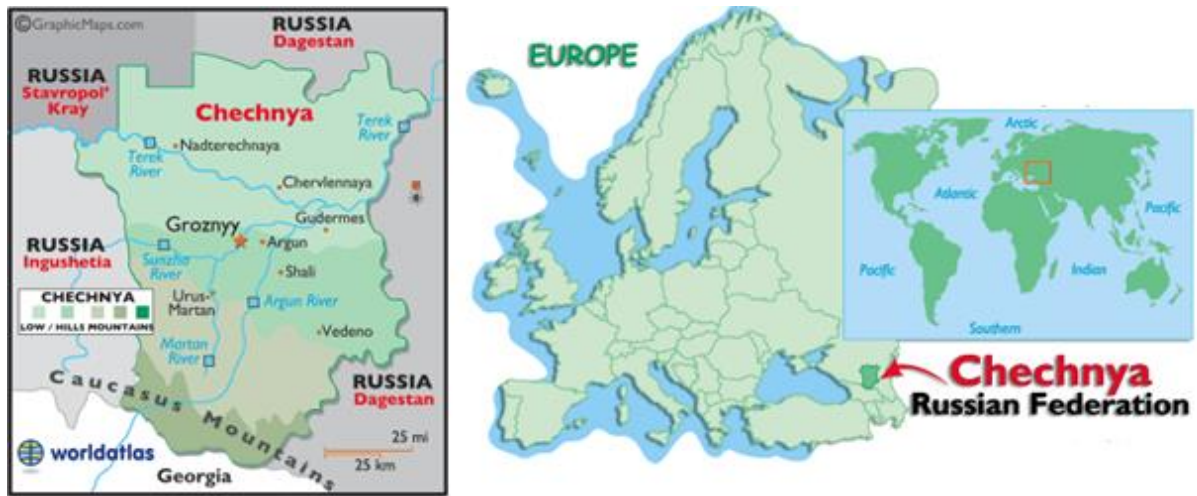 ©GraphicMaps.com
RUSSIA
Dagestan
RUSSIA
Stavropol'
Kray
Chechnya
Terek
River
Nadterechnaya
Terek
River
Chervlennaya
Gudermes
Groznyy
Argun
RUSSIA
Ingushetia
Sunzha
River
Shali
CHECHNYA
LOW / HILLS MOUNTAINS
Urus-
Martan
Argun River
Vedeno
Martan
River
Caucasus Mountains
RUSSIA
Dagestan
worldatlas
25 mi
25 km
Georgia
EUROPE
Arctic
Atlantic
Pacific
Pacific
Indian
Southern
Chechnya
Russian Federation